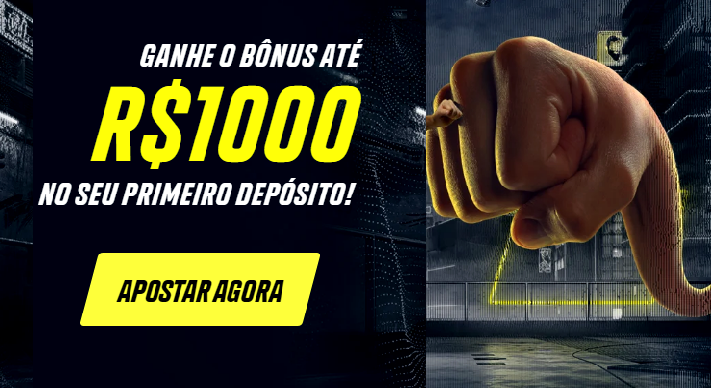 GANHE O BÔNUS ATÉ
R$1000
NO SEU PRIMEIRO DEPÓSITO!
APOSTAR AGORA